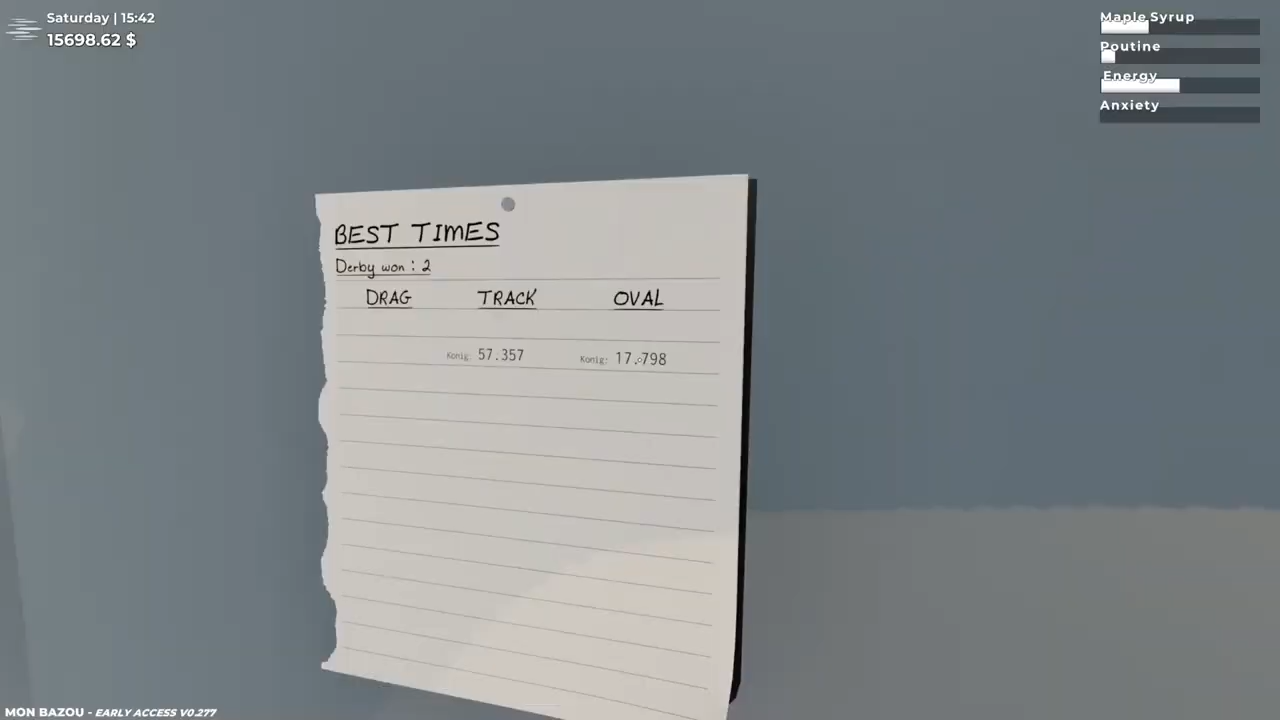 Saturday | 15:42
15698.62 $
Maple Syrup
Poutine
Energy
Anxiety
BEST TIMES
Derby won : 2
DRAG TRACK OVAL
Konig: 57.357 Konig: 17.798
MON BAZOU - EARLY ACCESS V0.277